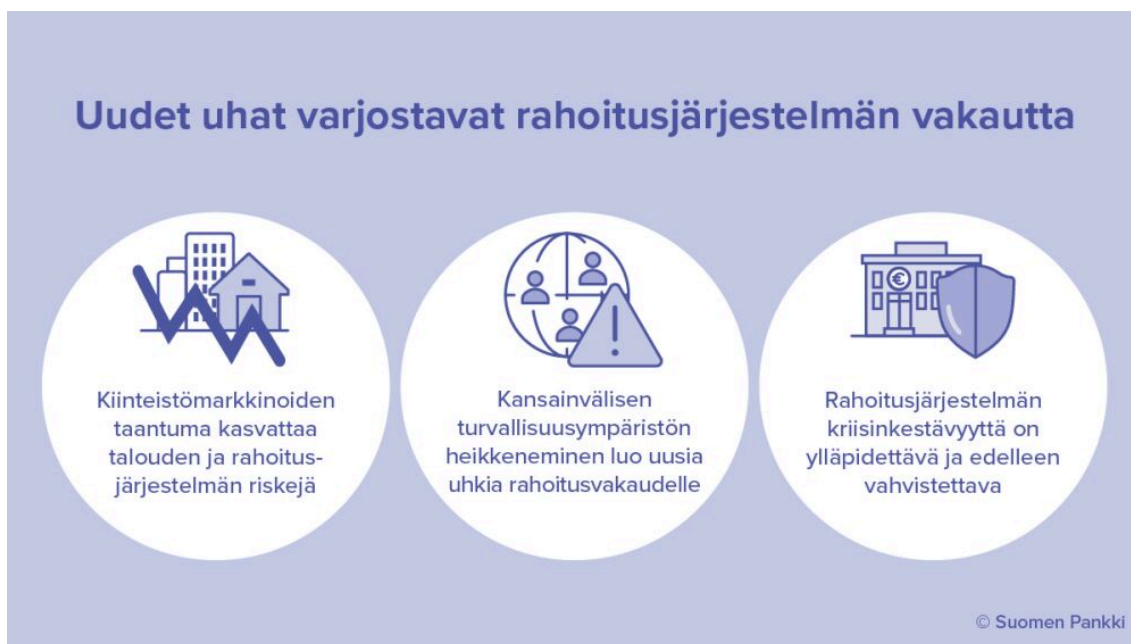 Uudet uhat varjostavat rahoitusjärjestelmän vakautta
Kiinteistömarkkinoiden
taantuma kasvattaa
talouden ja rahoitus-
järjestelmän riskejä
Kansainvälisen
turvallisuusympäristön
heikkeneminen luo uusia
uhkia rahoitusvakaudelle
Rahoitusjärjestelmän
kriisinkestävyyttä on
ylläpidettävä ja edelleen
vahvistettava
© Suomen Pankki